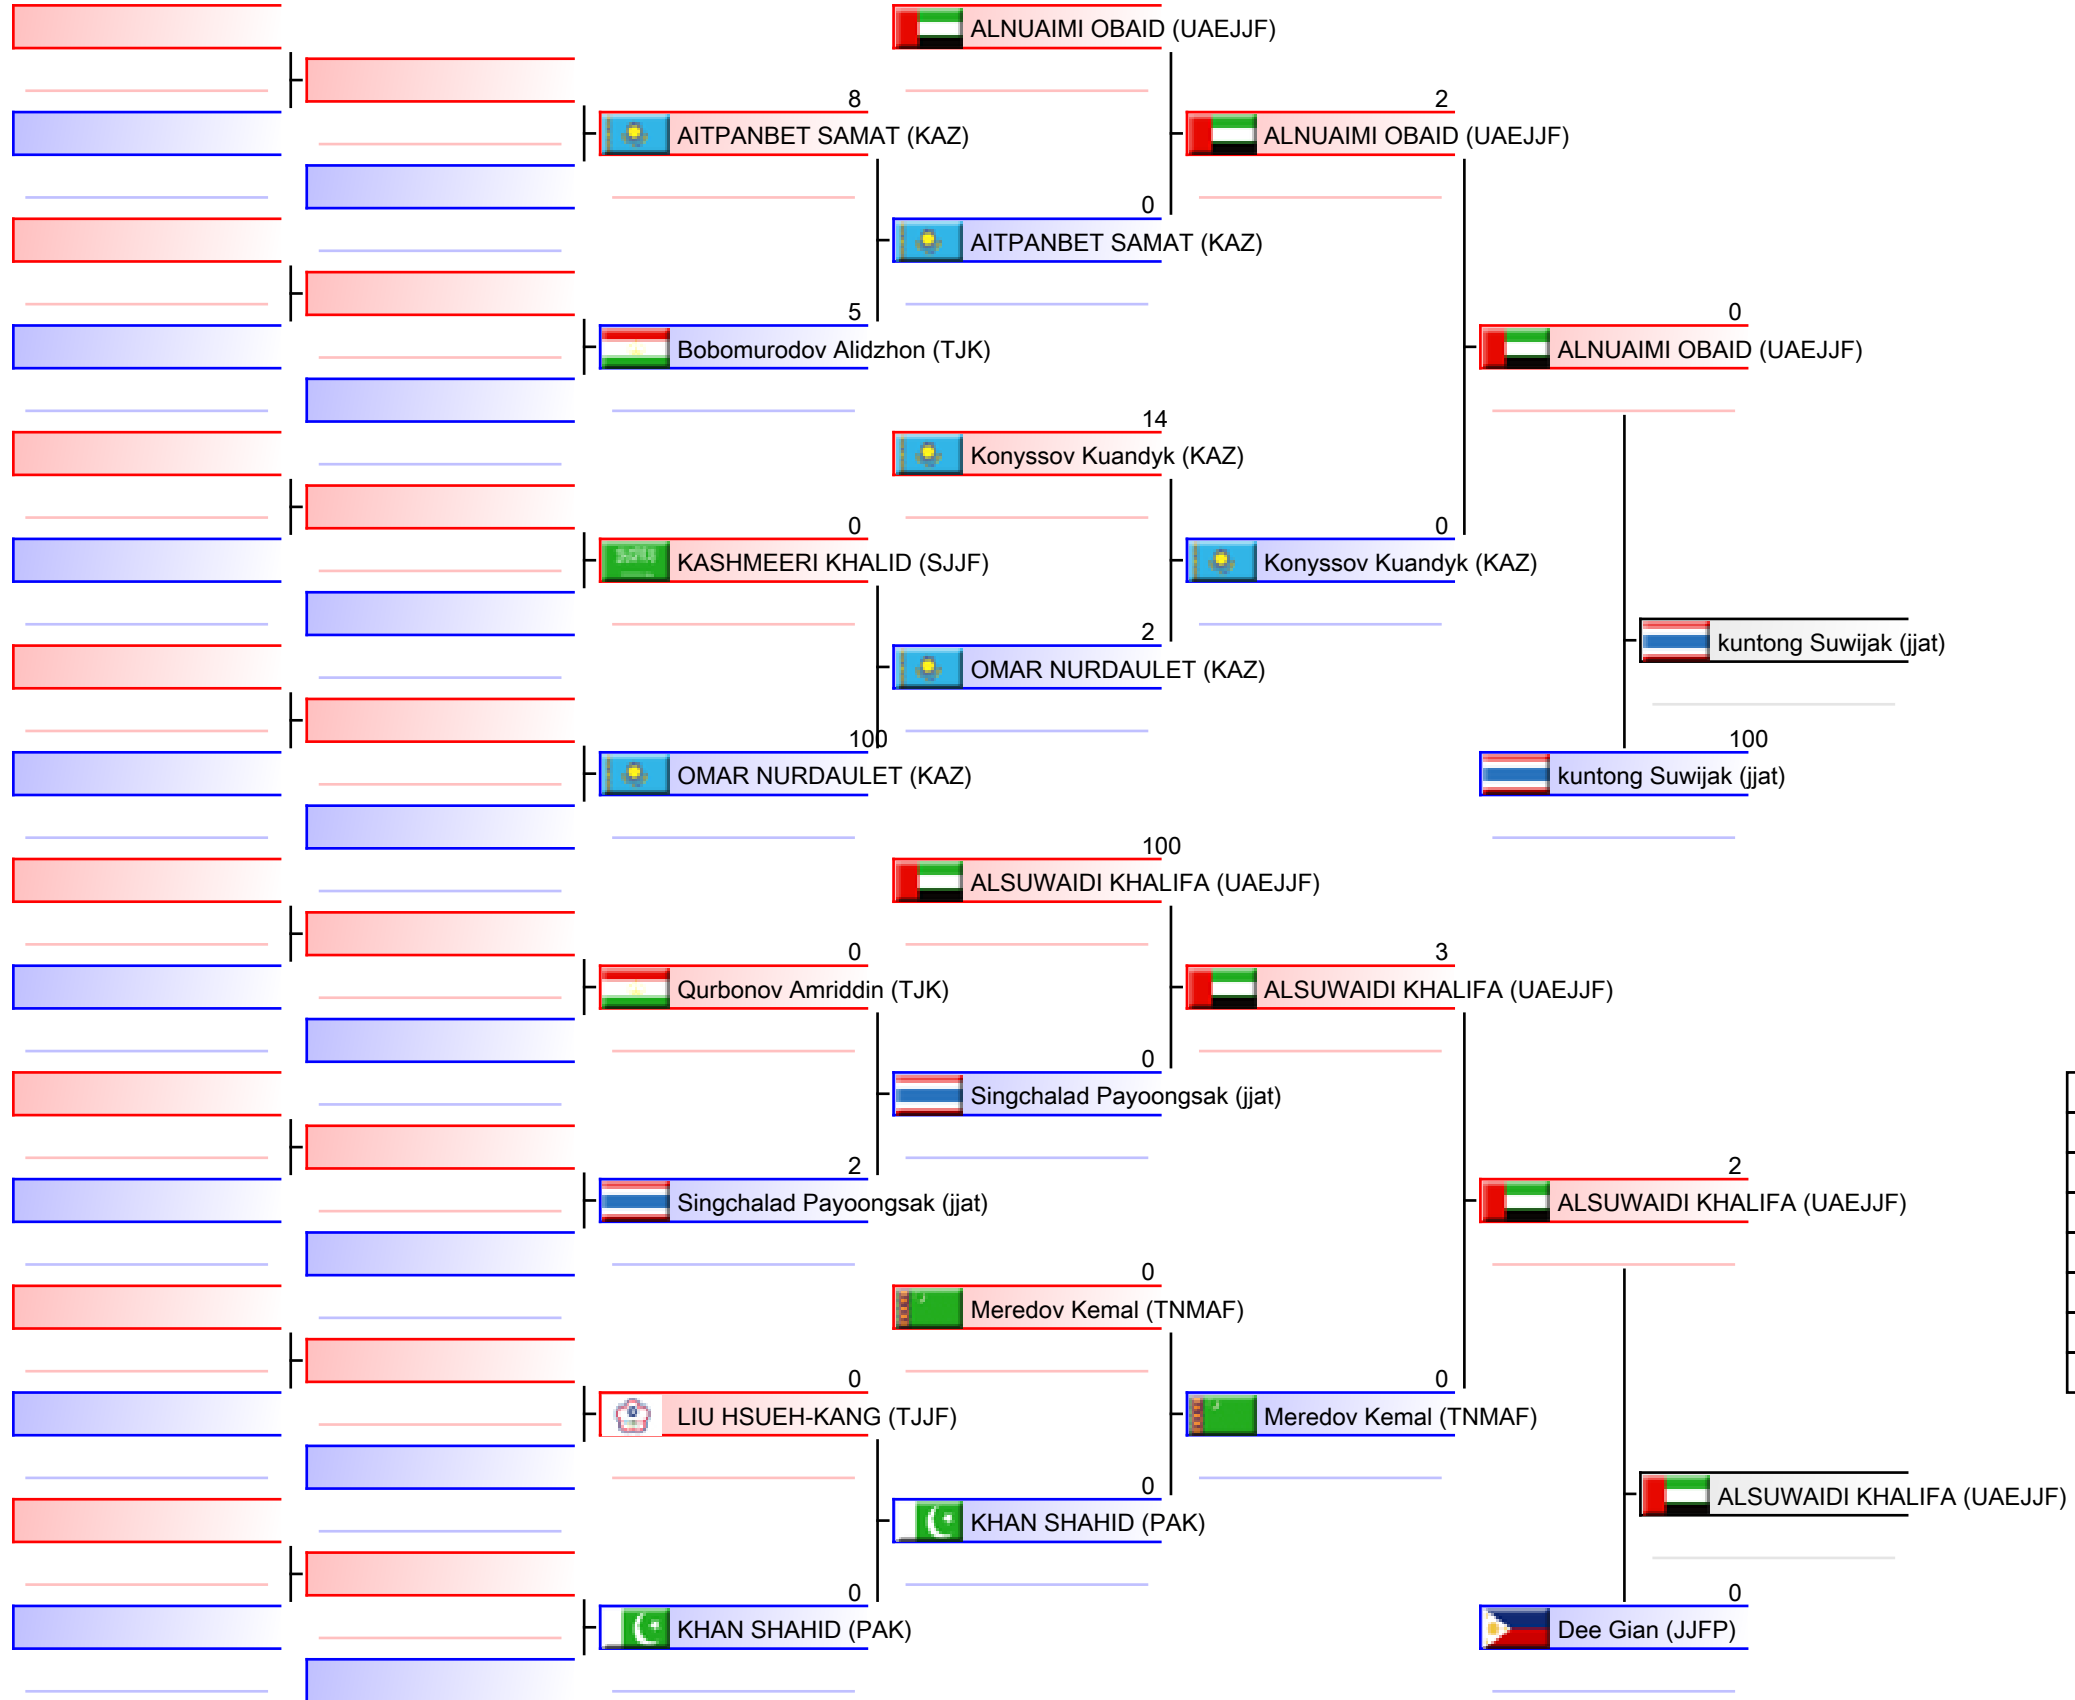 ALNUAIMI OBAID (UAEJJF)
8
2
AITPANBET SAMAT (KAZ)
ALNUAIMI OBAID (UAEJJF)
0
AITPANBET SAMAT (KAZ)
5
0
Bobomurodov Alidzhon (TJK)
ALNUAIMI OBAID (UAEJJF)
14
Konyssov Kuandyk (KAZ)
0
0
KASHMEERI KHALID (SJJF)
Konyssov Kuandyk (KAZ)
2
kuntong Suwijak (jjat)
OMAR NURDAULET (KAZ)
100
100
OMAR NURDAULET (KAZ)
kuntong Suwijak (jjat)
100
ALSUWAIDI KHALIFA (UAEJJF)
0
3
Qurbonov Amriddin (TJK)
ALSUWAIDI KHALIFA (UAEJJF)
0
Singchalad Payoongsak (jjat)
2
2
Singchalad Payoongsak (jjat)
ALSUWAIDI KHALIFA (UAEJJF)
0
Meredov Kemal (TNMAF)
0
0
LIU HSUEH-KANG (TJJF)
Meredov Kemal (TNMAF)
0
ALSUWAIDI KHALIFA (UAEJJF)
KHAN SHAHID (PAK)
0
0
KHAN SHAHID (PAK)
Dee Gian (JJFP)